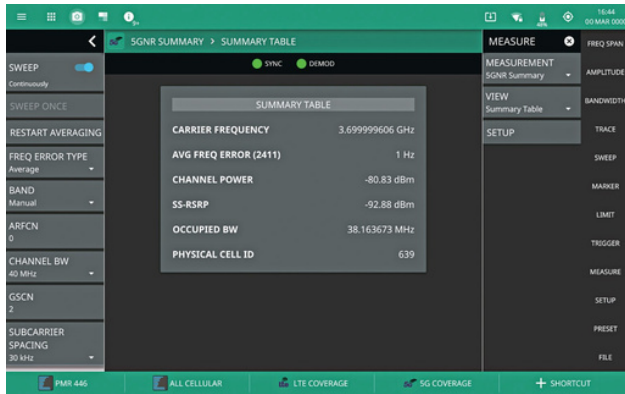 16:44
00 MAR 0000
40%
5GNR SUMMARY > SUMMARY TABLE
SYNC
DEMOD
SWEEP
Continuously
SWEEP ONCE
RESTART AVERAGING
FREQ ERROR TYPE
Average
BAND
Manual
ARFCN
0
CHANNEL BW
40 MHz
GSCN
2
SUBCARRIER
SPACING
30 kHz
SUMMARY TABLE
CARRIER FREQUENCY 3.699999606 GHz
AVG FREQ ERROR (2411) 1 Hz
CHANNEL POWER -80.83 dBm
SS-RSRP -92.88 dBm
OCCUPIED BW 38.163673 MHz
PHYSICAL CELL ID 639
MEASURE
MEASUREMENT
5GNR Summary
VIEW
Summary Table
SETUP
FREQ SPAN
AMPLITUDE
BANDWIDTH
TRACE
SWEEP
MARKER
LIMIT
TRIGGER
MEASURE
SETUP
PRESET
FILE
PMR 446
ALL CELLULAR
LTE COVERAGE
5G COVERAGE
+ SHORTCUT